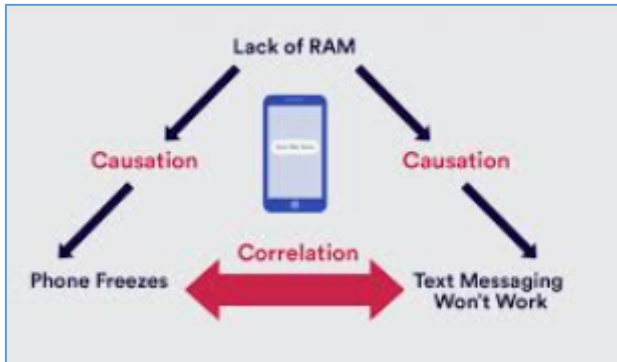 Lack of RAM
Causation
Causation
Correlation
Phone Freezes
Text Messaging
Won't Work